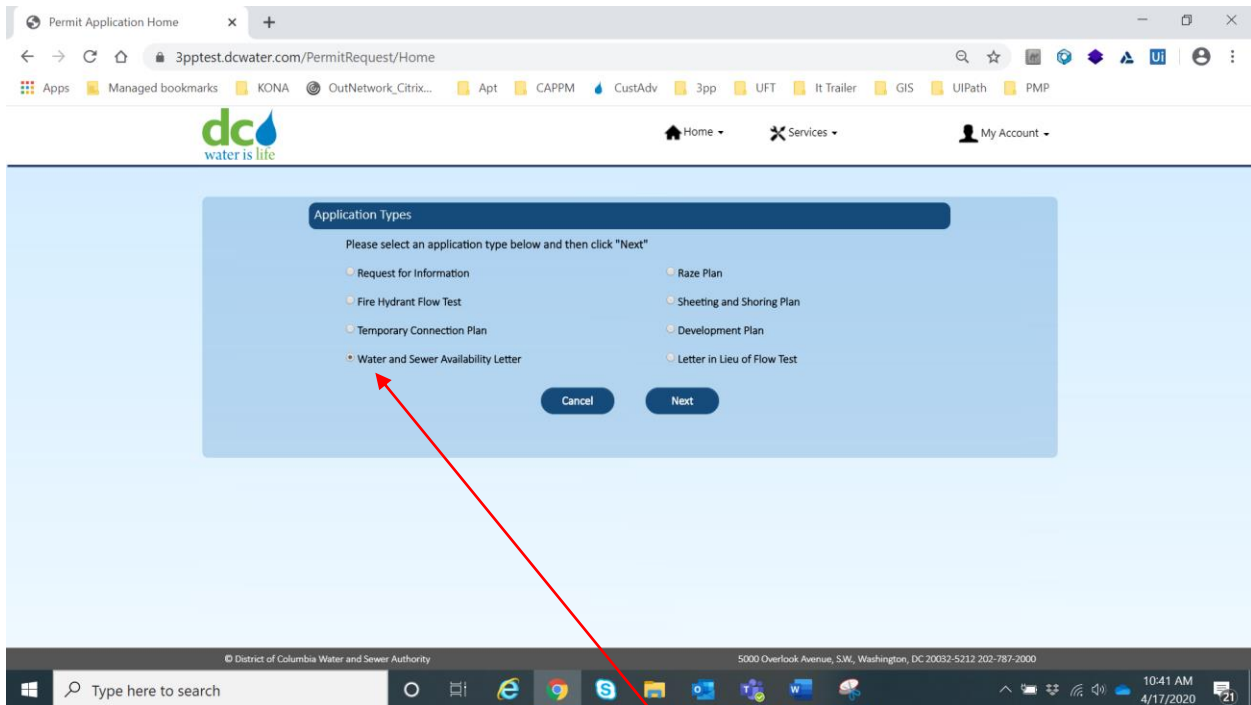 Permit Application Home
3pptest.dcwater.com/PermitRequest/Home
Apps Managed bookmarks KONA OutNetwork_Citrix... Apt CAPPM CustAdv 3pp UFT It Trailer GIS UIPath PMP
Ui
dc
water is life
Home Services My Account
Application Types
Please select an application type below and then click "Next"
Request for Information Raze Plan
Fire Hydrant Flow Test Sheeting and Shoring Plan
Temporary Connection Plan Development Plan
Water and Sewer Availability Letter Letter in Lieu of Flow Test
Cancel Next
© District of Columbia Water and Sewer Authority 5000 Overlook Avenue, S.W., Washington, DC 20032-5212 202-787-2000
Type here to search
10:41 AM
4/17/2020
21